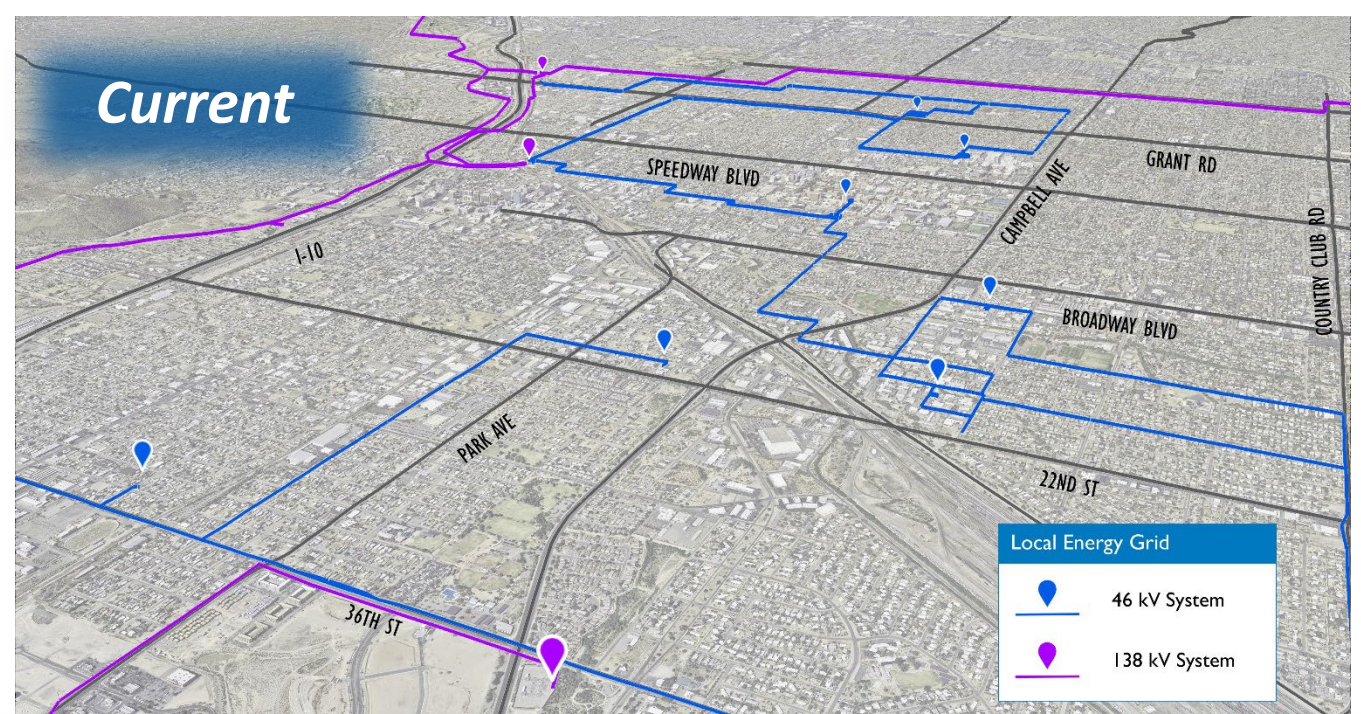 Current
SPEEDWAY BLVD
GRANT RD
CAMPBELL AVE
COUNTRY CLUB RD
I-10
BROADWAY BLVD
PARK AVE
22ND ST
36TH ST
Local Energy Grid
46 kV System
138 kV System